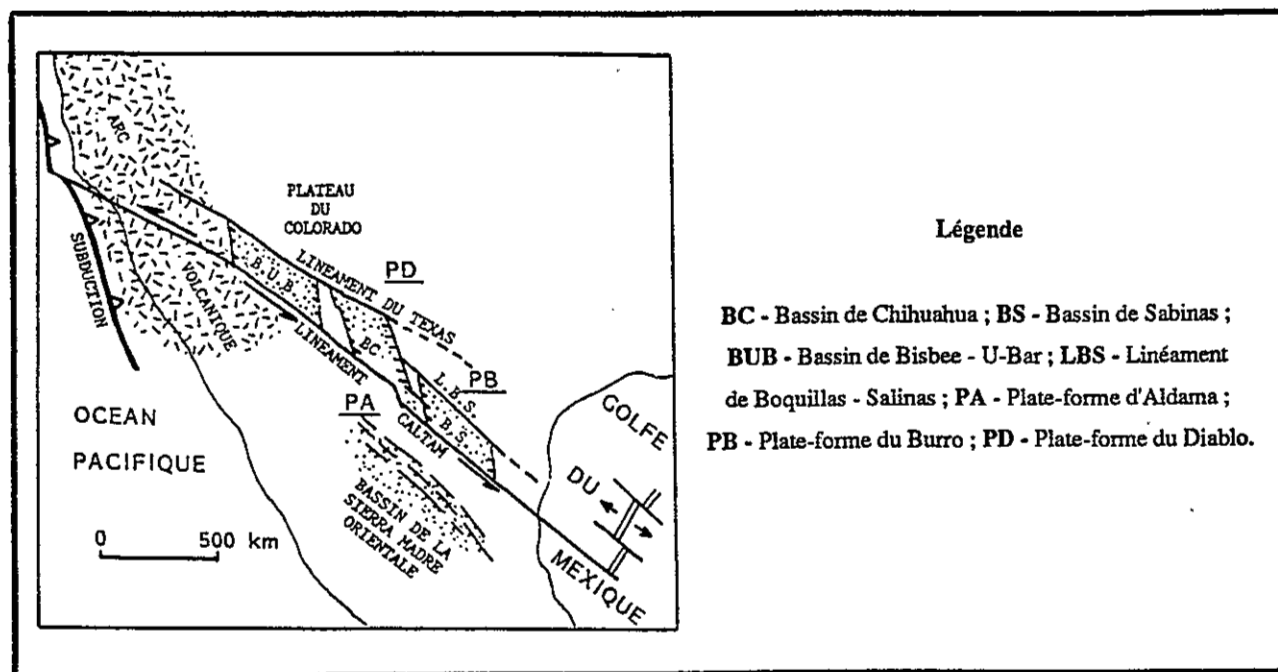 ARC
PLATEAU
DU
COLORADO
SUBDUCTION
VOLCANIQUE
B.U.B
LINEAMENT DU TEXAS
PD
LINEAMENT
BC
L.B.S.
PB
PA
B.S.
CALTAM
GOLFE
DU
MEXIQUE
OCEAN
PACIFIQUE
BASSIN DE LA
SIERRA MADRE
ORIENTALE
0 500 km
Légende
BC - Bassin de Chihuahua ; BS - Bassin de Sabinas ;
BUB - Bassin de Bisbee - U-Bar ; LBS - Linéament
de Boquillas - Salinas ; PA - Plate-forme d'Aldama ;
PB - Plate-forme du Burro ; PD - Plate-forme du Diablo.